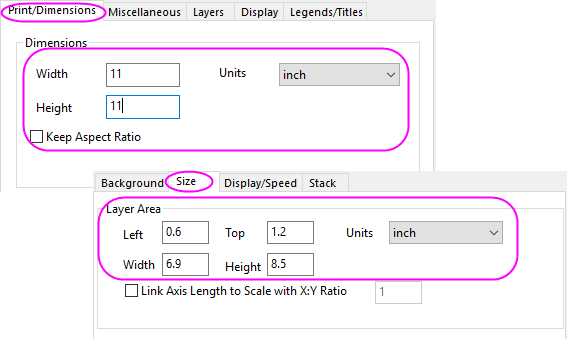 Print/Dimensions Miscellaneous Layers Display Legends/Titles
Dimensions
Width 11 Units inch
Height 11
Keep Aspect Ratio
Background Size Display/Speed Stack
Layer Area
Left 0.6 Top 1.2 Units inch
Width 6.9 Height 8.5
Link Axis Length to Scale with X:Y Ratio 1